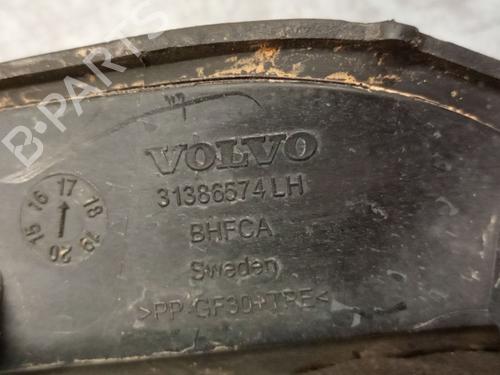 VOLVO
31386574 LH
BHFCA
Sweden
>PP-GF30+TPE<
15 16 17 18 19 20
B-PARTS